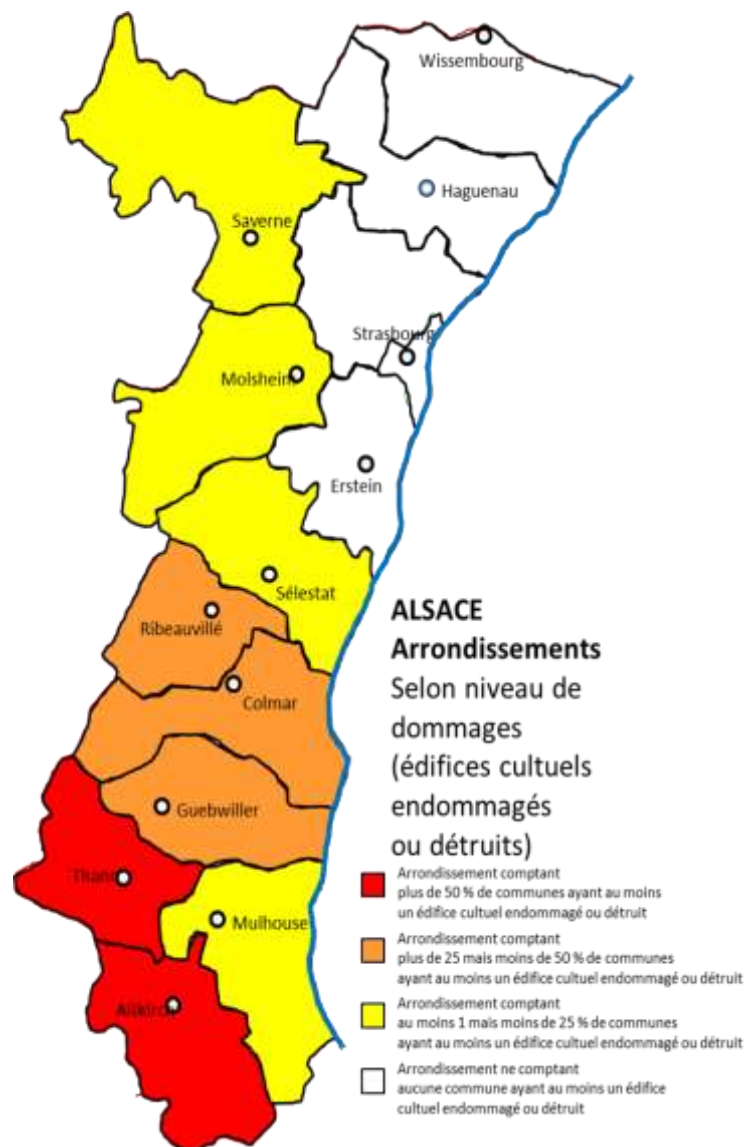 Wissembourg
Haguenau
Saverne
Strasbourg
Molsheim
Erstein
Sélestat
Ribeauvillé
Colmar
Guebwiller
Thann
Mulhouse
Altkirch
ALSACE
Arrondissements
Selon niveau de
dommages
(édifices cultuels
endommagés
ou détruits)
Arrondissement comptant
plus de 50 % de communes ayant au moins
un édifice cultuel endommagé ou détruit
Arrondissement comptant
plus de 25 mais moins de 50 % de communes
ayant au moins un édifice cultuel endommagé ou détruit
Arrondissement comptant
au moins 1 mais moins de 25 % de communes
ayant au moins un édifice cultuel endommagé ou détruit
Arrondissement ne comptant
aucune commune ayant au moins un édifice
cultuel endommagé ou détruit